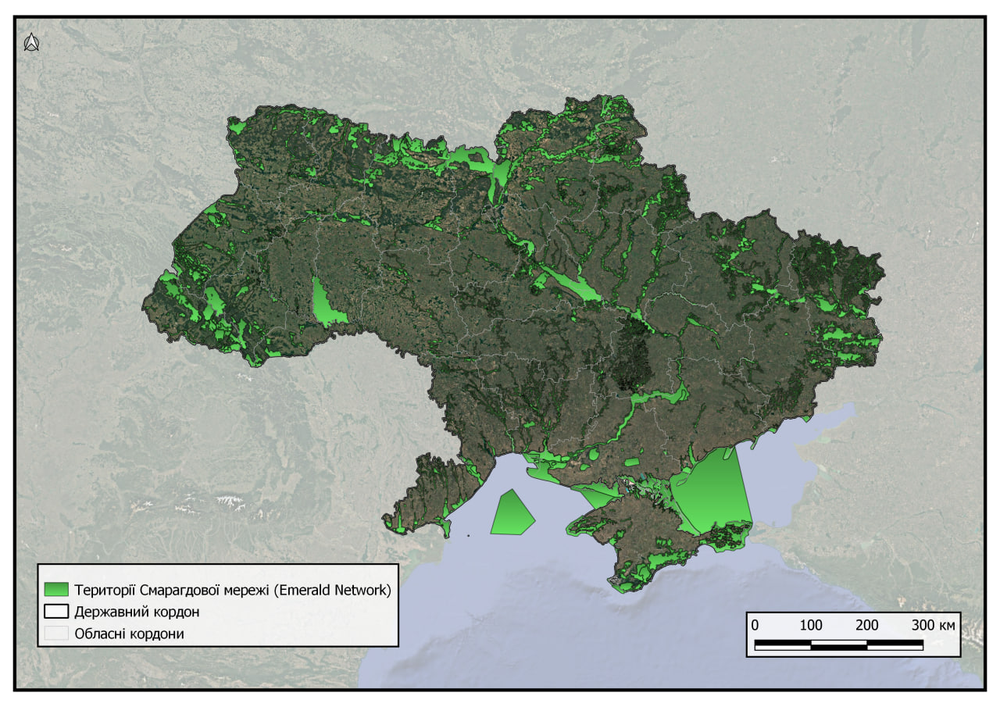 Території Смарагдової мережі (Emerald Network)
Державний кордон
Обласні кордони
0 100 200 300 км